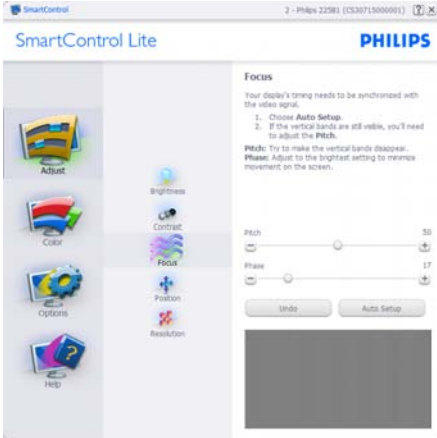 SmartControl
2 - Philips 225B1 (CS30715000001)
SmartControl Lite
PHILIPS
Adjust
Color
Options
Help
Brightness
Contrast
Focus
Position
Resolution
Focus
Your display's timing needs to be synchronized with
the video signal.
1. Choose Auto Setup.
2. If the vertical bands are still visible, you'll need
to adjust the Pitch.
Pitch: Try to make the vertical bands disappear.
Phase: Adjust to the brightest setting to minimize
movement on the screen.
Pitch 50
Phase 17
Undo
Auto Setup